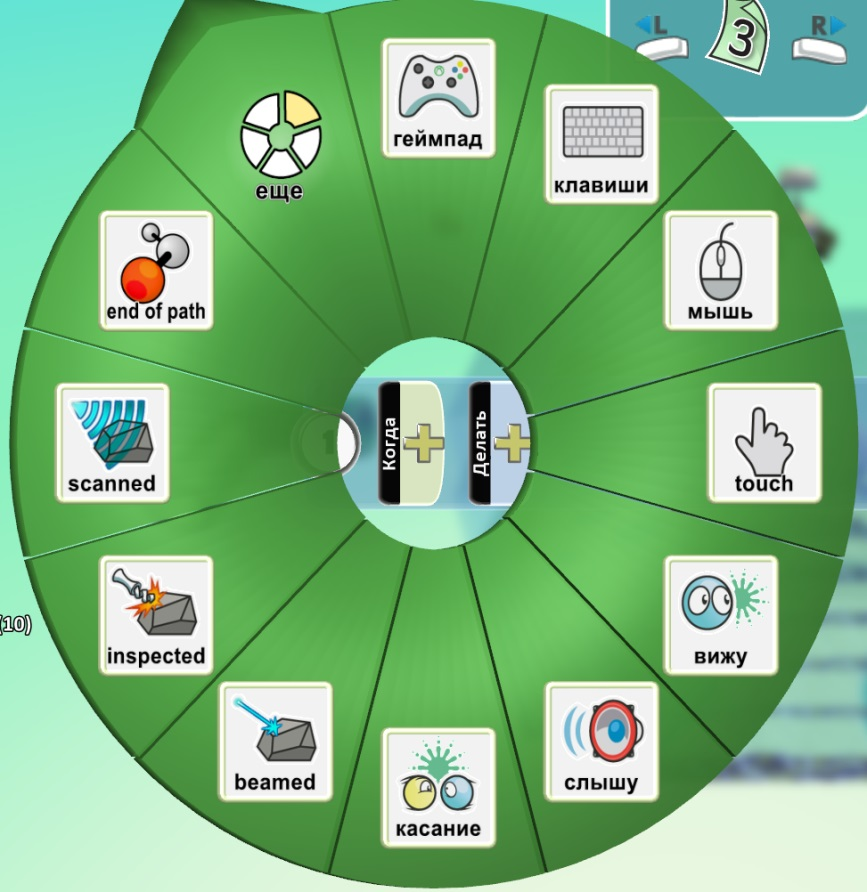 L
3
R
геймпад
клавиши
еще
мышь
end of path
Когда
Делать
scanned
touch
(10)
inspected
вижу
beamed
слышу
касание